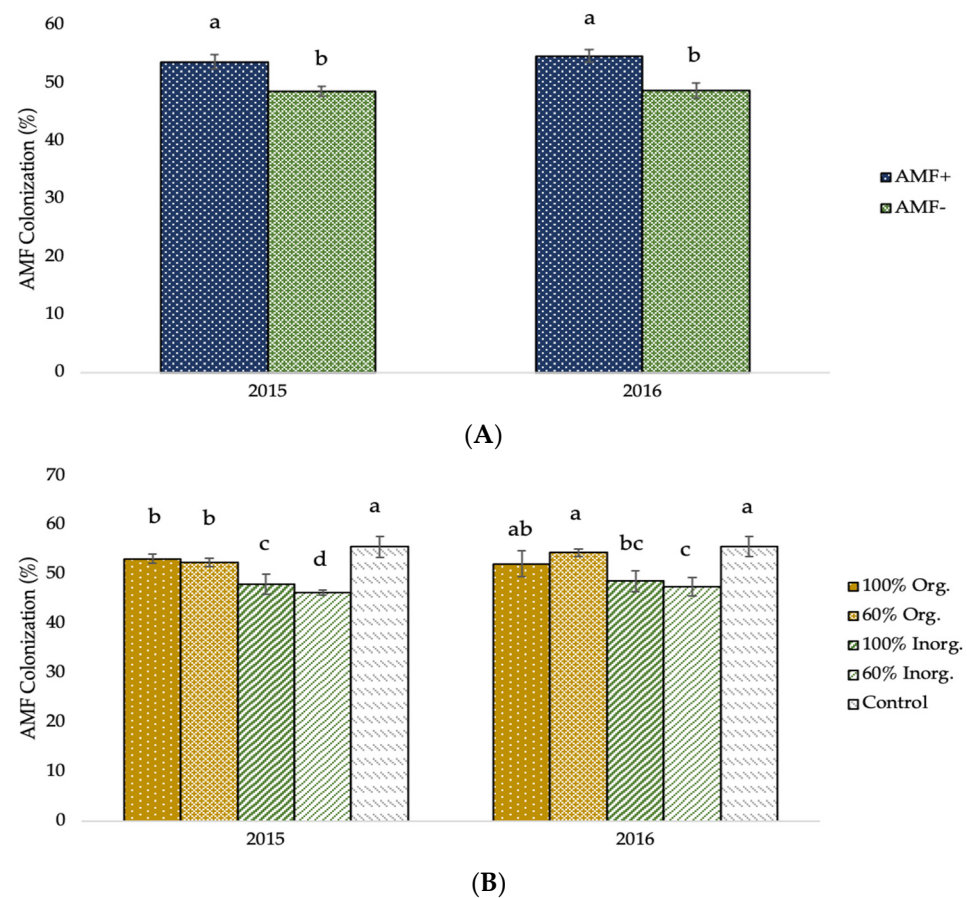 60
50
40
30
20
10
0
AMF Colonization (%)
a
b
a
b
2015
2016
AMF+
AMF-
(A)
70
60
50
40
30
20
10
0
AMF Colonization (%)
b
b
c
d
a
ab
a
bc
c
a
2015
2016
100% Org.
60% Org.
100% Inorg.
60% Inorg.
Control
(B)